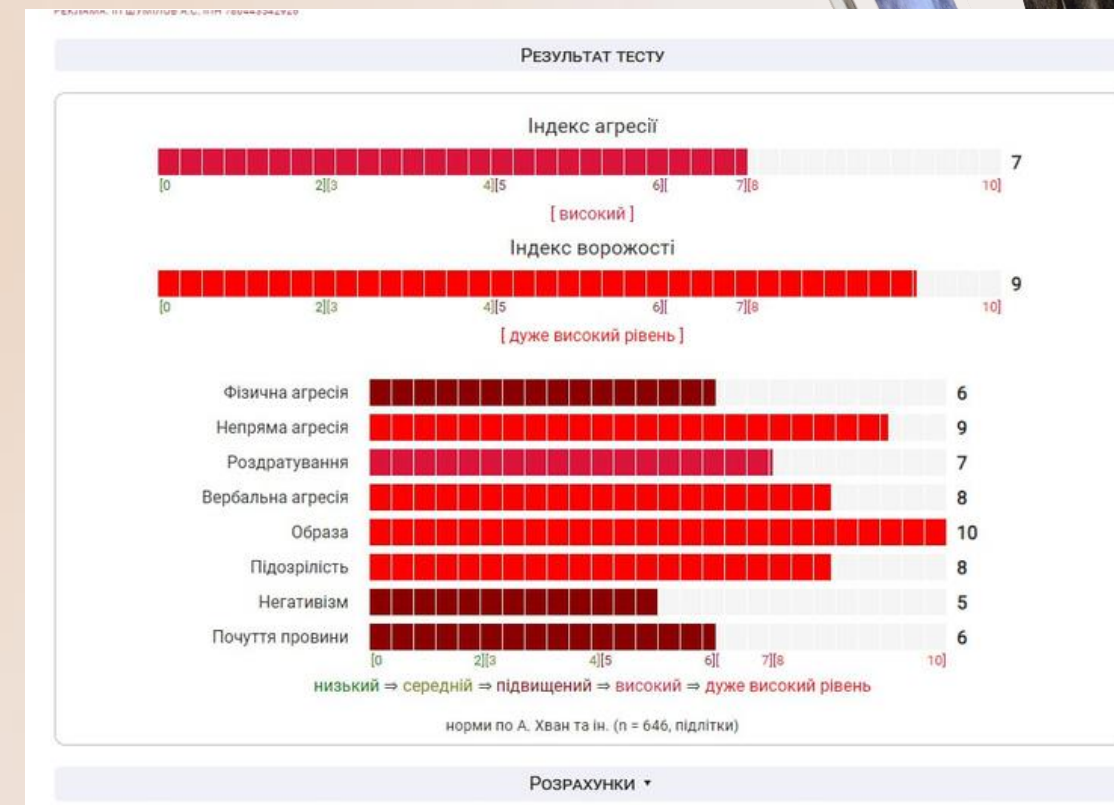 РЕЗУЛЬТАТ ТЕСТУ
Індекс агресії
7
[0 2][3 4][5 6][ 7][8 10]
[ високий ]
Індекс ворожості
9
[0 2][3 4][5 6][ 7][8 10]
[ дуже високий рівень ]
Фізична агресія 6
Непряма агресія 9
Роздратування 7
Вербальна агресія 8
Образа 10
Підозрілість 8
Негативізм 5
Почуття провини 6
[0 2][3 4][5 6][ 7][8 10]
низький ⇒ середній ⇒ підвищений ⇒ високий ⇒ дуже високий рівень
норми по А. Хван та ін. (n = 646, підлітки)
РОЗРАХУНКИ ▾